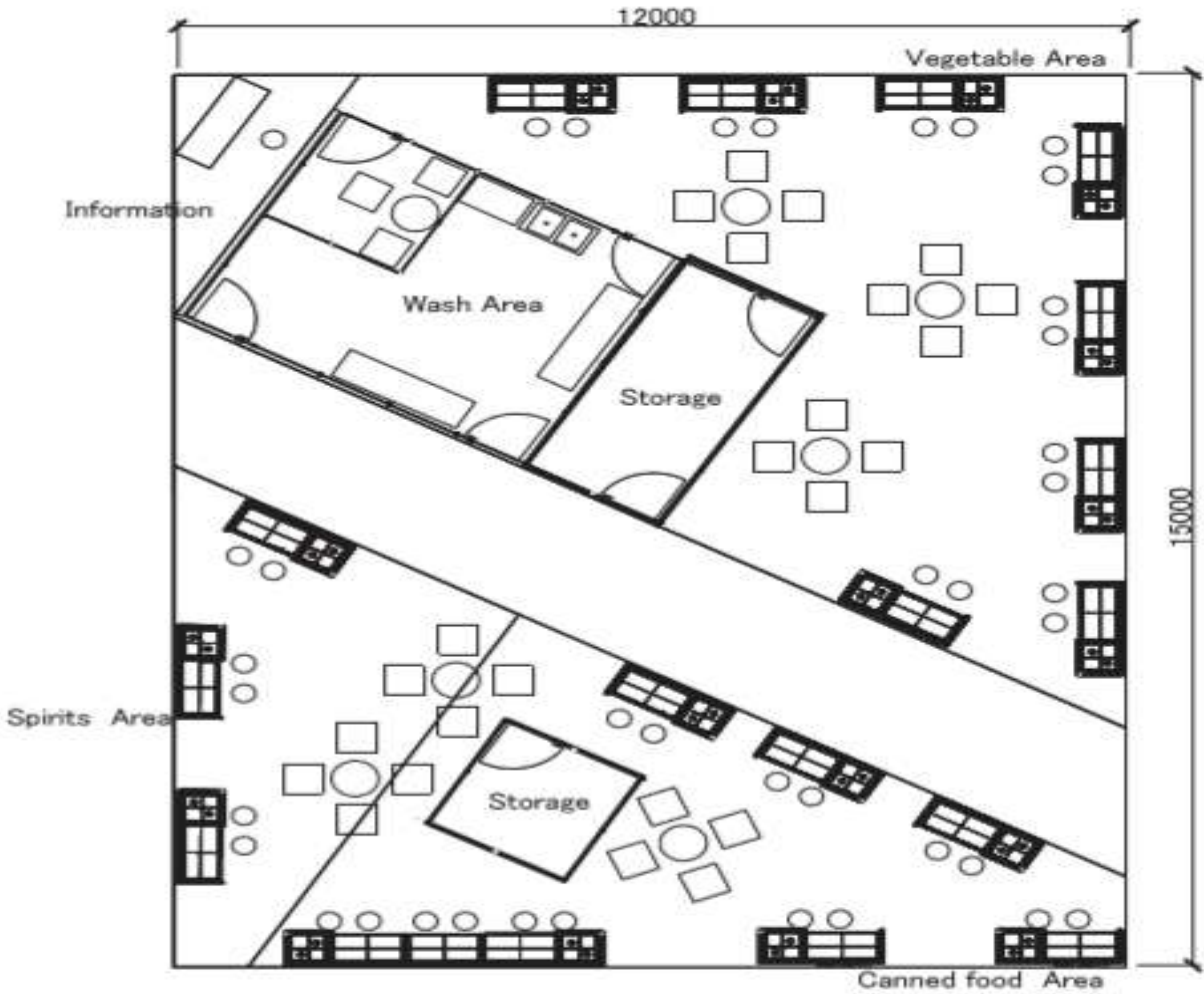 12000
Vegetable Area
Information
Wash Area
Storage
15000
Spirits Area
Storage
Canned food Area